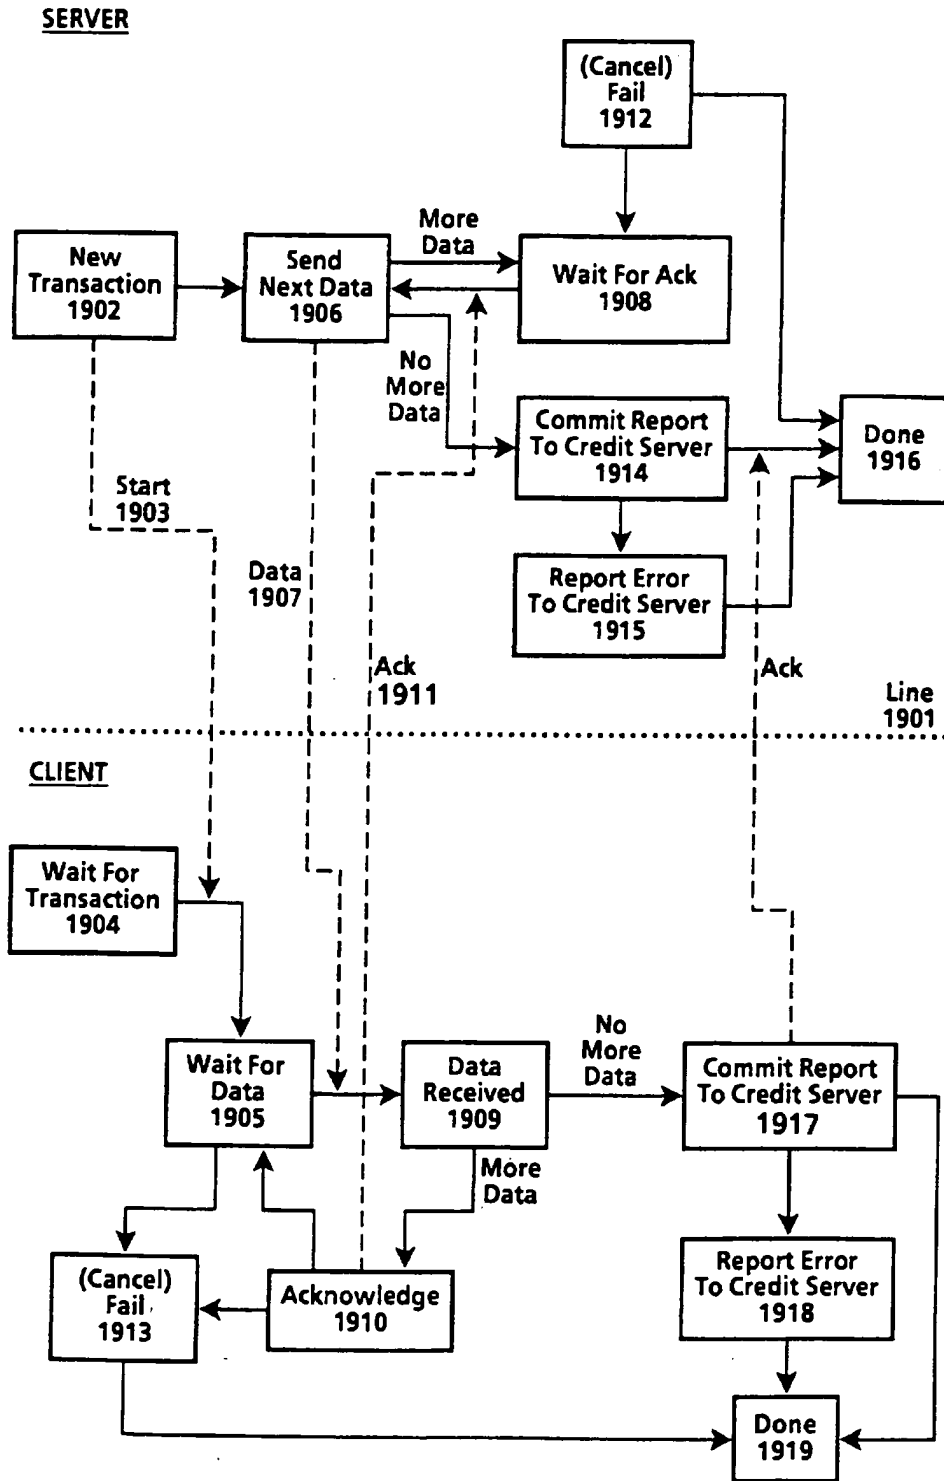 SERVER
(Cancel)
Fail
1912
More
Data
New
Transaction
1902
Send
Next Data
1906
Wait For Ack
1908
No
More
Data
Commit Report
To Credit Server
1914
Done
1916
Start
1903
Data
1907
Report Error
To Credit Server
1915
Ack
1911
Ack
Line
1901
CLIENT
Wait For
Transaction
1904
Wait For
Data
1905
Data
Received
1909
No
More
Data
Commit Report
To Credit Server
1917
More
Data
(Cancel)
Fail
1913
Acknowledge
1910
Report Error
To Credit Server
1918
Done
1919